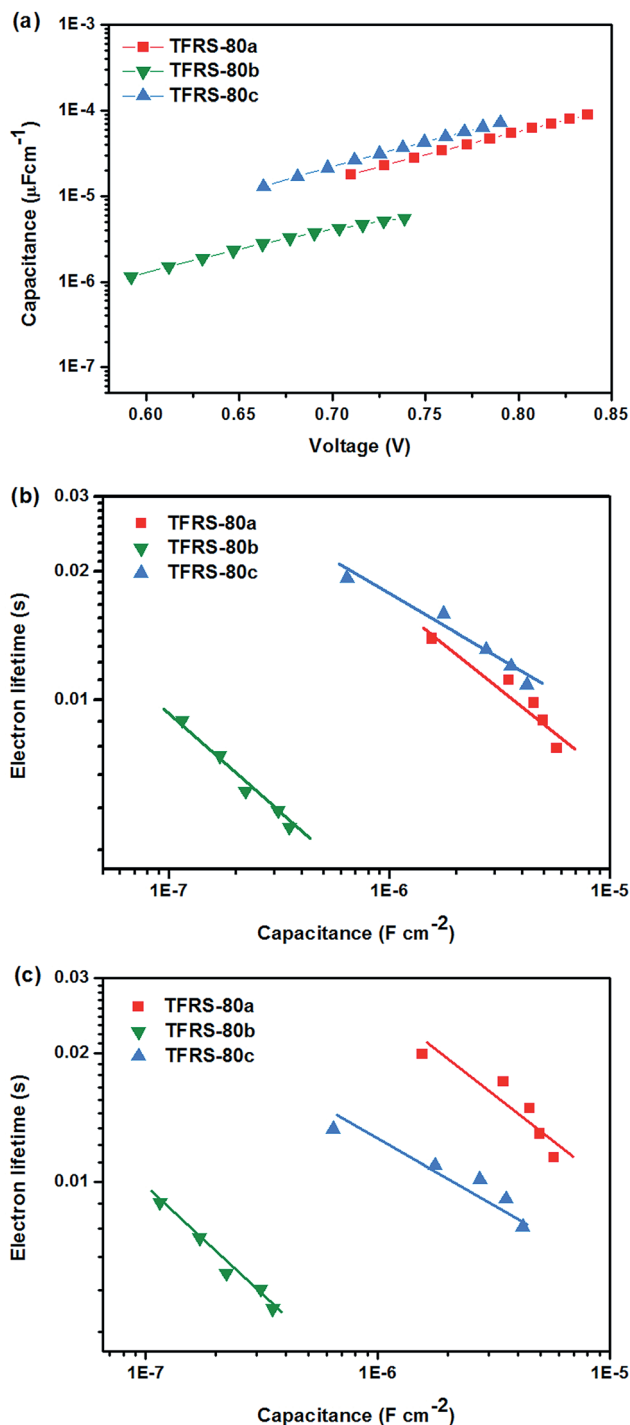 (a)
TFRS-80a
TFRS-80b
TFRS-80c
1E-3
1E-4
1E-5
1E-6
1E-7
Capacitance (µFcm⁻¹)
0.60 0.65 0.70 0.75 0.80 0.85
Voltage (V)
(b)
TFRS-80a
TFRS-80b
TFRS-80c
0.03
0.02
0.01
Electron lifetime (s)
1E-7 1E-6 1E-5
Capacitance (F cm⁻²)
(c)
TFRS-80a
TFRS-80b
TFRS-80c
0.03
0.02
0.01
Electron lifetime (s)
1E-7 1E-6 1E-5
Capacitance (F cm⁻²)